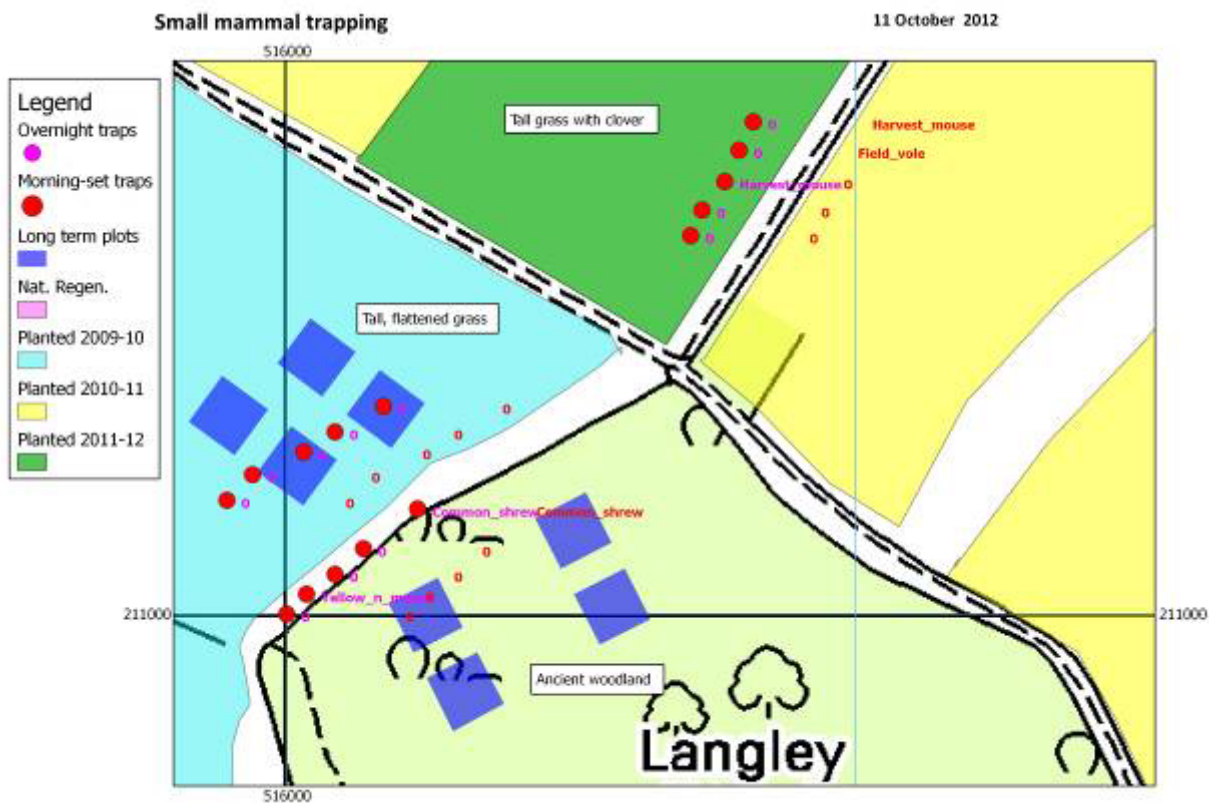 Small mammal trapping
11 October 2012
516000
Legend
Overnight traps
Morning-set traps
Long term plots
Nat. Regen.
Planted 2009-10
Planted 2010-11
Planted 2011-12
Tall grass with clover
0
Harvest_mouse
0
Field_vole
Harvest_mouse
0
0
0
0
0
Tall, flattened grass
0
0
0
0
0
0
0
0
0
0
Common_shrew
Common_shrew
0
0
0
0
Yellow_n_mouse
0
0
211000
211000
Ancient woodland
Langley
516000